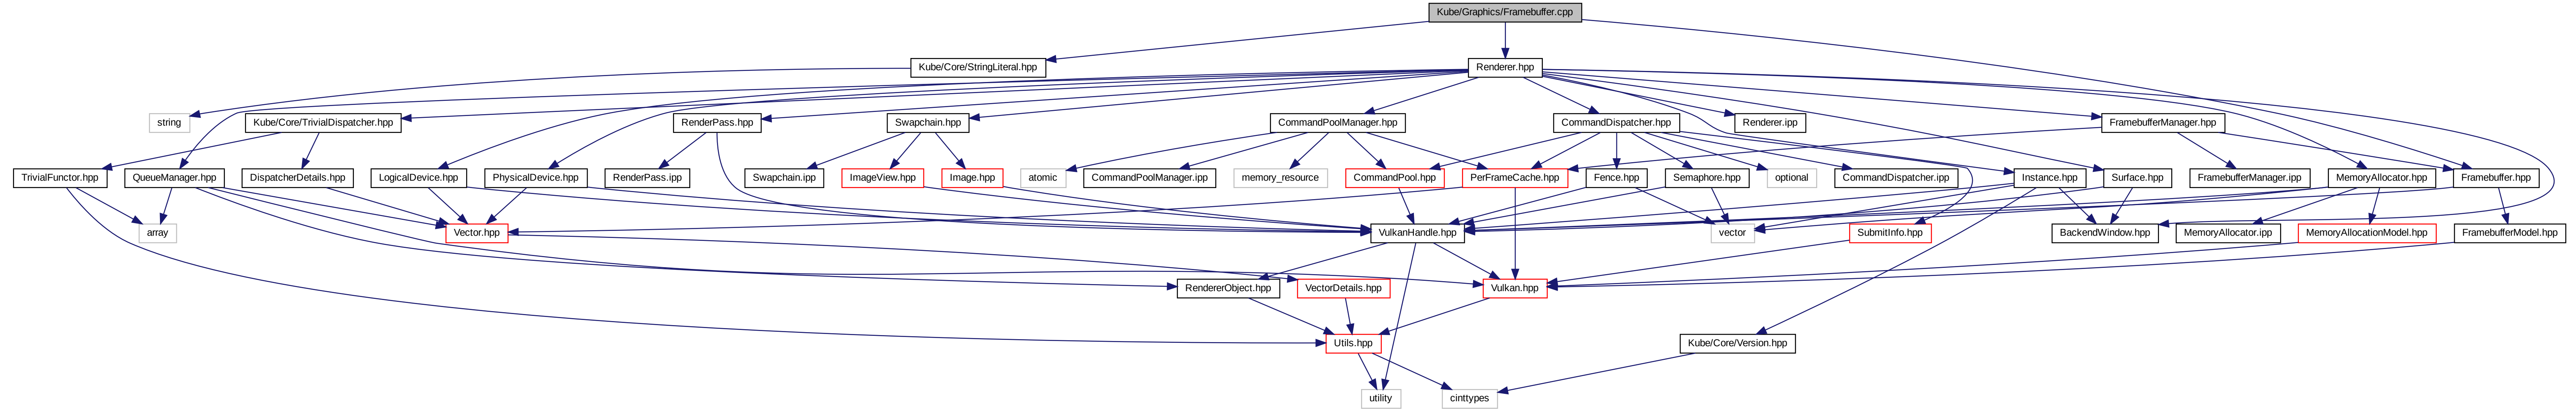 Kube/Graphics/Framebuffer.cpp
Kube/Core/StringLiteral.hpp
Renderer.hpp
string
Kube/Core/TrivialDispatcher.hpp
RenderPass.hpp
Swapchain.hpp
CommandPoolManager.hpp
CommandDispatcher.hpp
Renderer.ipp
FramebufferManager.hpp
TrivialFunctor.hpp
QueueManager.hpp
DispatcherDetails.hpp
LogicalDevice.hpp
PhysicalDevice.hpp
RenderPass.ipp
Swapchain.ipp
ImageView.hpp
Image.hpp
atomic
CommandPoolManager.ipp
memory_resource
CommandPool.hpp
PerFrameCache.hpp
Fence.hpp
Semaphore.hpp
optional
CommandDispatcher.ipp
Instance.hpp
Surface.hpp
FramebufferManager.ipp
MemoryAllocator.hpp
Framebuffer.hpp
array
Vector.hpp
VulkanHandle.hpp
vector
SubmitInfo.hpp
BackendWindow.hpp
MemoryAllocator.ipp
MemoryAllocationModel.hpp
FramebufferModel.hpp
RendererObject.hpp
VectorDetails.hpp
Vulkan.hpp
Utils.hpp
Kube/Core/Version.hpp
utility
cinttypes